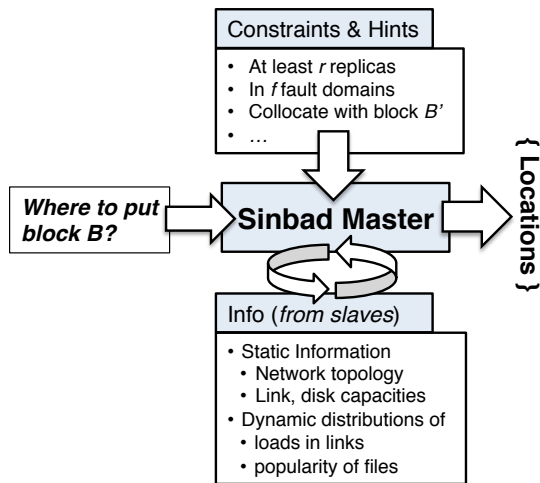 Constraints & Hints
• At least r replicas
• In f fault domains
• Collocate with block B’
• …
Where to put
block B?
Sinbad Master
{ Locations }
Info (from slaves)
• Static Information
• Network topology
• Link, disk capacities
• Dynamic distributions of
• loads in links
• popularity of files